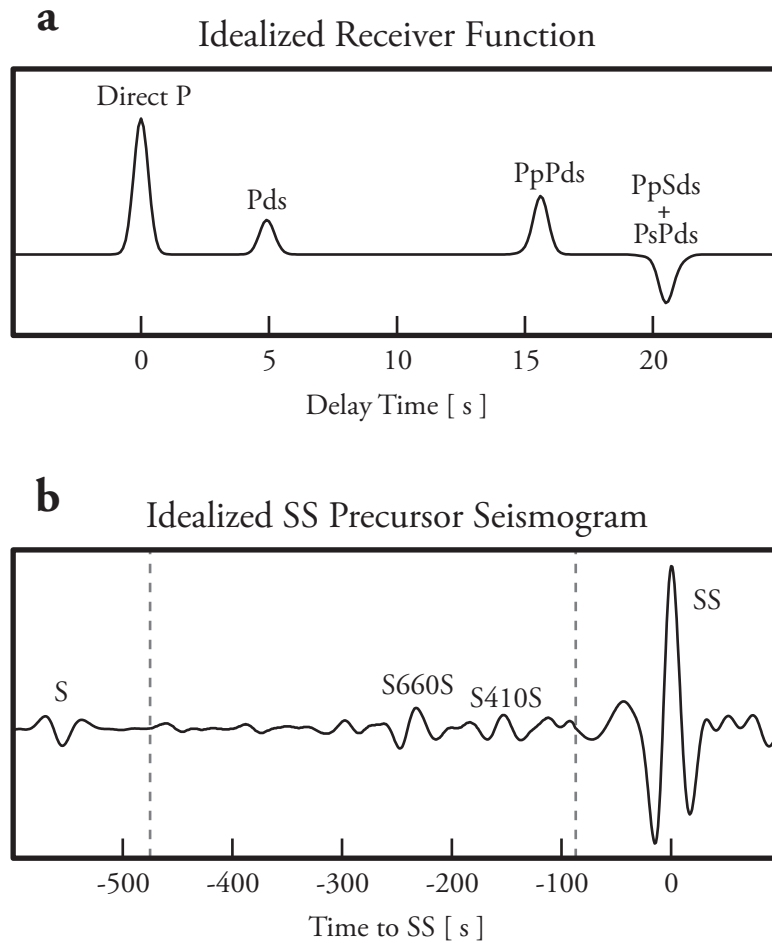 a
Idealized Receiver Function
Direct P
Pds
PpPds
PpSds
+
PsPds
0 5 10 15 20
Delay Time [ s ]
b
Idealized SS Precursor Seismogram
S
S660S
S410S
SS
-500 -400 -300 -200 -100 0
Time to SS [ s ]